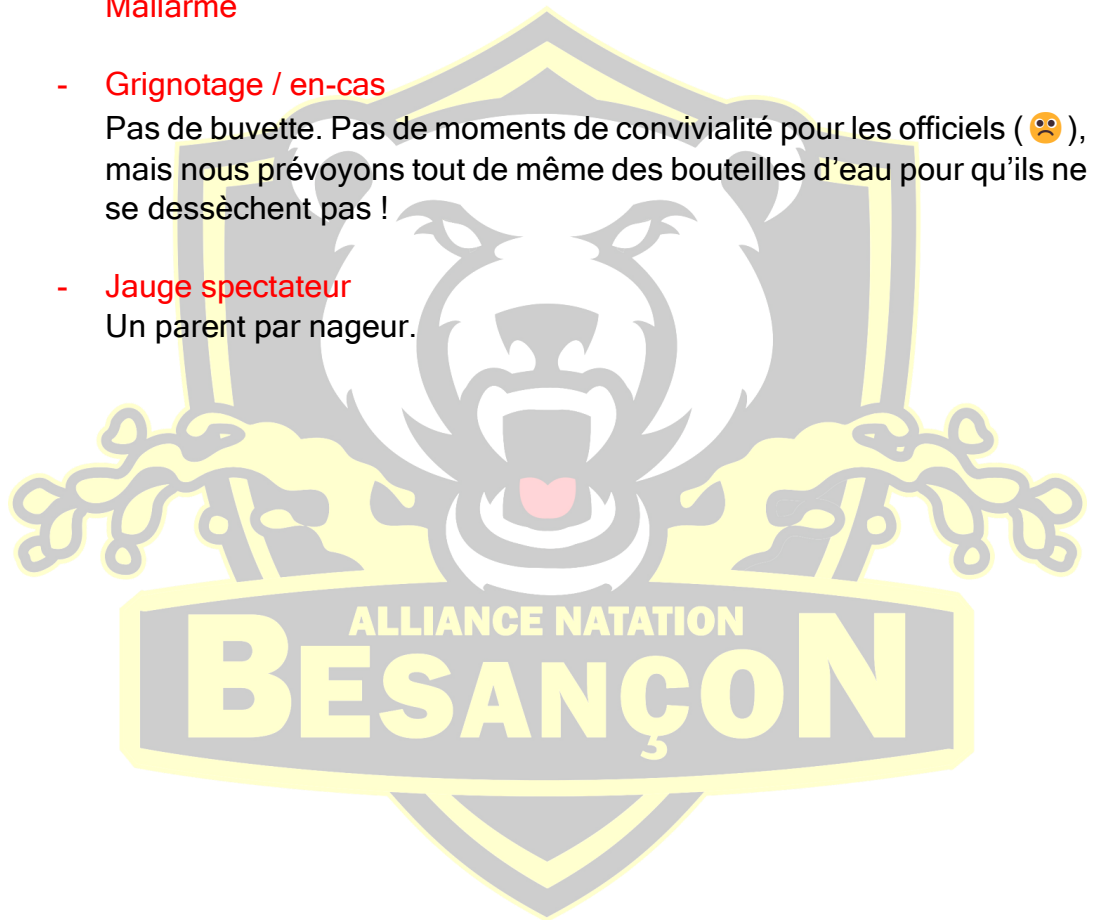 Mallarmé
- Grignotage / en-cas
Pas de buvette. Pas de moments de convivialité pour les officiels ( 🙁 ),
mais nous prévoyons tout de même des bouteilles d'eau pour qu'ils ne
se dessèchent pas !
- Jauge spectateur
Un parent par nageur.
ALLIANCE NATATION
BESANÇON